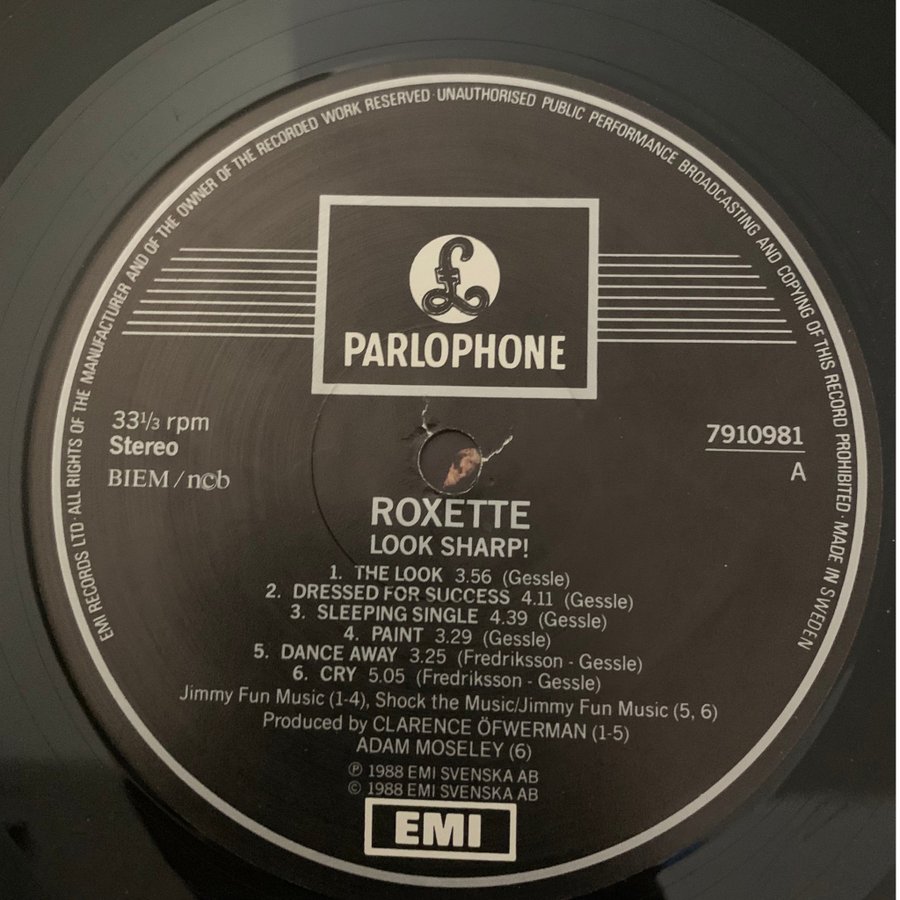 EMI RECORDS LTD · ALL RIGHTS OF THE MANUFACTURER AND OF THE OWNER OF THE RECORDED WORK RESERVED · UNAUTHORISED PUBLIC PERFORMANCE BROADCASTING AND COPYING OF THIS RECORD PROHIBITED · MADE IN SWEDEN
£
PARLOPHONE
33 1/3 rpm
Stereo
BIEM / n©b
7910981
A
ROXETTE
LOOK SHARP!
1. THE LOOK 3.56 (Gessle)
2. DRESSED FOR SUCCESS 4.11 (Gessle)
3. SLEEPING SINGLE 4.39 (Gessle)
4. PAINT 3.29 (Gessle)
5. DANCE AWAY 3.25 (Fredriksson - Gessle)
6. CRY 5.05 (Fredriksson - Gessle)
Jimmy Fun Music (1-4), Shock the Music/Jimmy Fun Music (5, 6)
Produced by CLARENCE ÖFWERMAN (1-5)
ADAM MOSELEY (6)
℗ 1988 EMI SVENSKA AB
© 1988 EMI SVENSKA AB
EMI